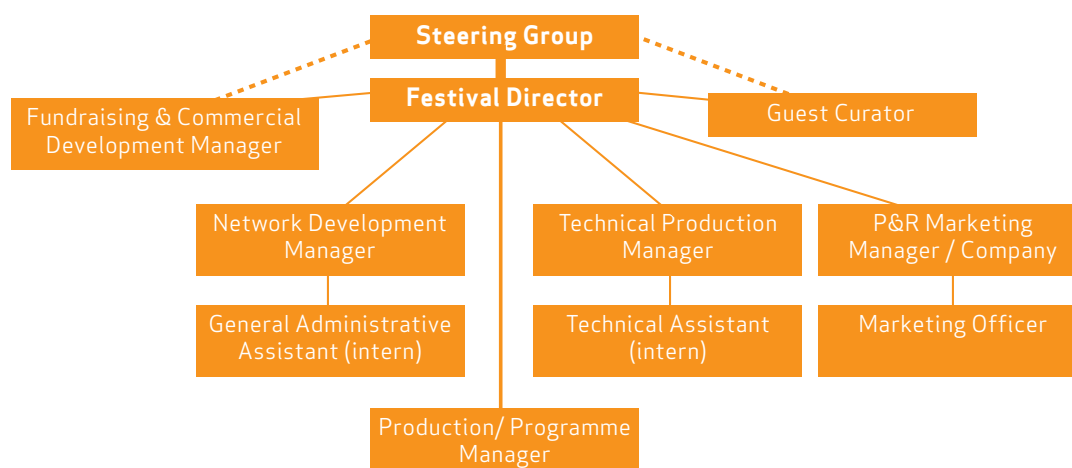 Steering Group
Festival Director
Fundraising & Commercial
Development Manager
Guest Curator
Network Development
Manager
Technical Production
Manager
P&R Marketing
Manager / Company
General Administrative
Assistant (intern)
Technical Assistant
(intern)
Marketing Officer
Production/ Programme
Manager